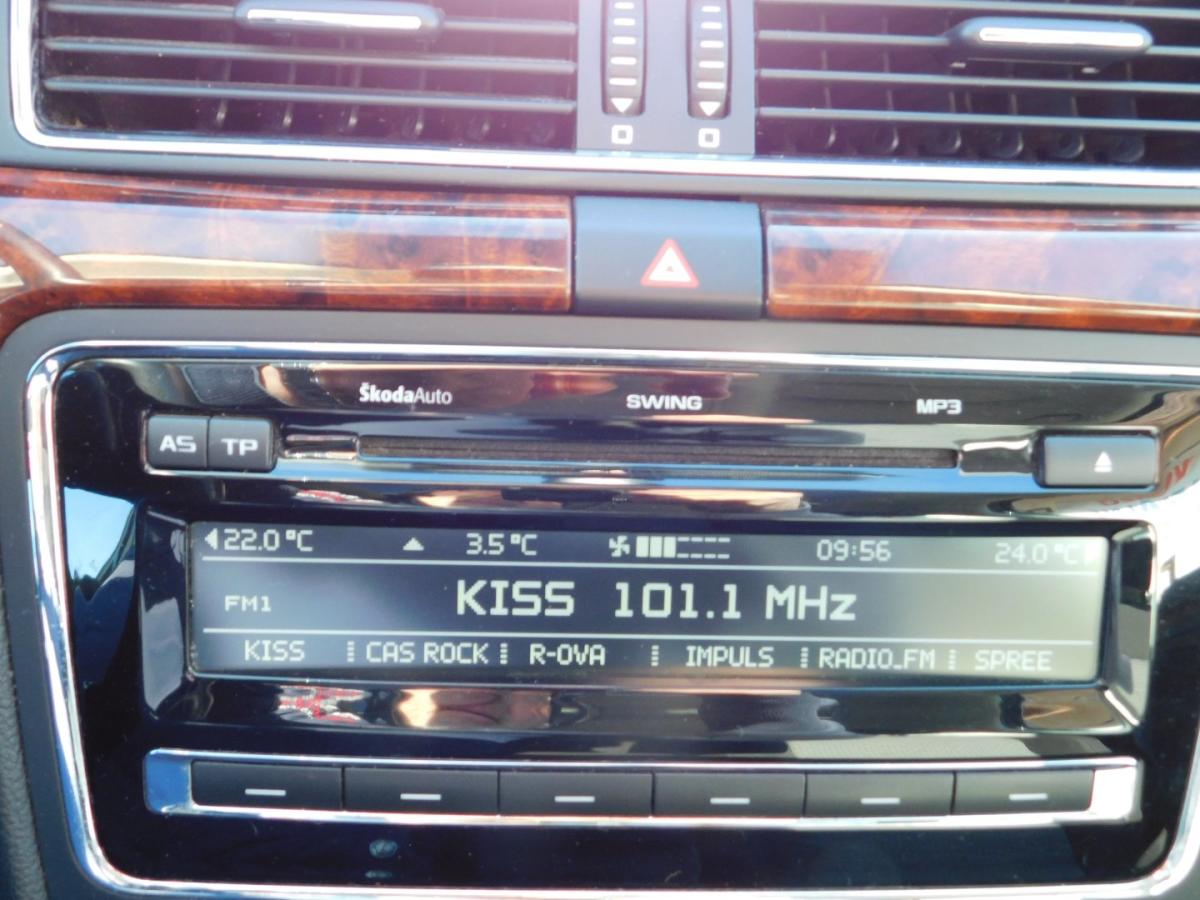 ŠkodaAuto SWING MP3
AS TP
22.0°C 3.5°C 09:56 24.0°C
FM1 KISS 101.1 MHz
KISS CAS ROCK R-OVA IMPULS RADIO_FM SPREE